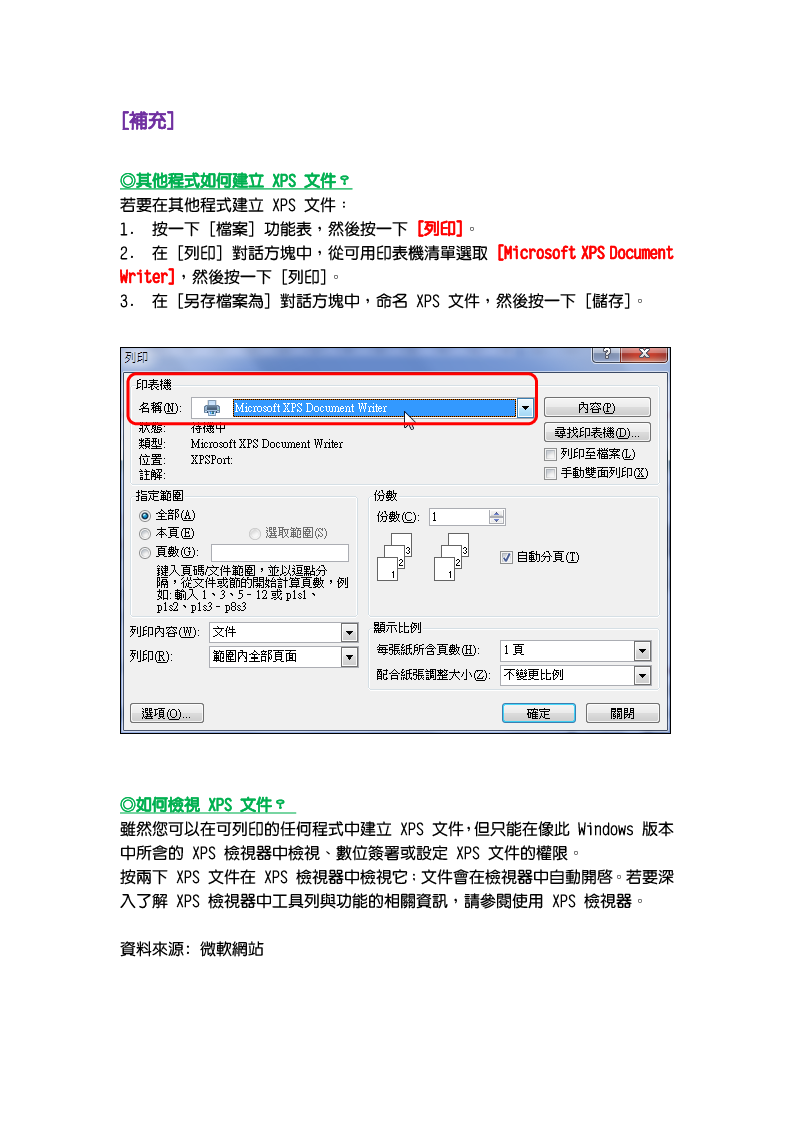 [補充]
◎其他程式如何建立 XPS 文件？
若要在其他程式建立 XPS 文件：
1. 按一下 [檔案] 功能表，然後按一下 [列印]。
2. 在 [列印] 對話方塊中，從可用印表機清單選取 [Microsoft XPS Document
Writer]，然後按一下 [列印]。
3. 在 [另存檔案為] 對話方塊中，命名 XPS 文件，然後按一下 [儲存]。
列印
?
印表機
名稱(N): Microsoft XPS Document Writer 內容(P)
狀態: 待機中 尋找印表機(D)...
類型: Microsoft XPS Document Writer 列印至檔案(L)
位置: XPSPort: 手動雙面列印(X)
註解:
指定範圍
全部(A)
本頁(E) 選取範圍(S)
頁數(G):
鍵入頁碼/文件範圍，並以逗點分
隔，從文件或節的開始計算頁數，例
如: 輸入 1、3、5–12 或 p1s1、
p1s2、p1s3–p8s3
份數
份數(C): 1
1 2 3 1 2 3
自動分頁(T)
列印內容(W): 文件
列印(R): 範圍內全部頁面
顯示比例
每張紙所含頁數(H): 1 頁
配合紙張調整大小(Z): 不變更比例
選項(O)... 確定 關閉
◎如何檢視 XPS 文件？
雖然您可以在可列印的任何程式中建立 XPS 文件，但只能在像此 Windows 版本
中所含的 XPS 檢視器中檢視、數位簽署或設定 XPS 文件的權限。
按兩下 XPS 文件在 XPS 檢視器中檢視它；文件會在檢視器中自動開啟。若要深
入了解 XPS 檢視器中工具列與功能的相關資訊，請參閱使用 XPS 檢視器。
資料來源: 微軟網站